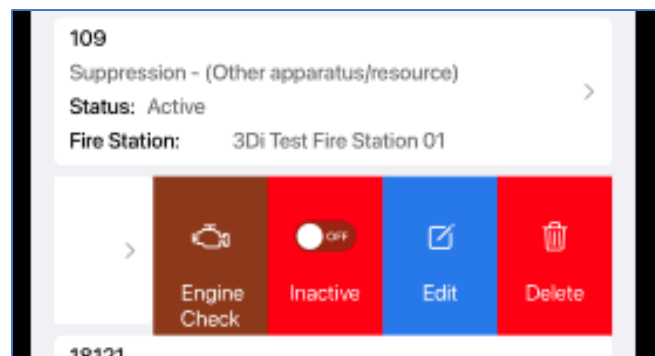 109
Suppression - (Other apparatus/resource)
Status: Active
Fire Station: 3Di Test Fire Station 01
OFF
Engine Check
Inactive
Edit
Delete
18121